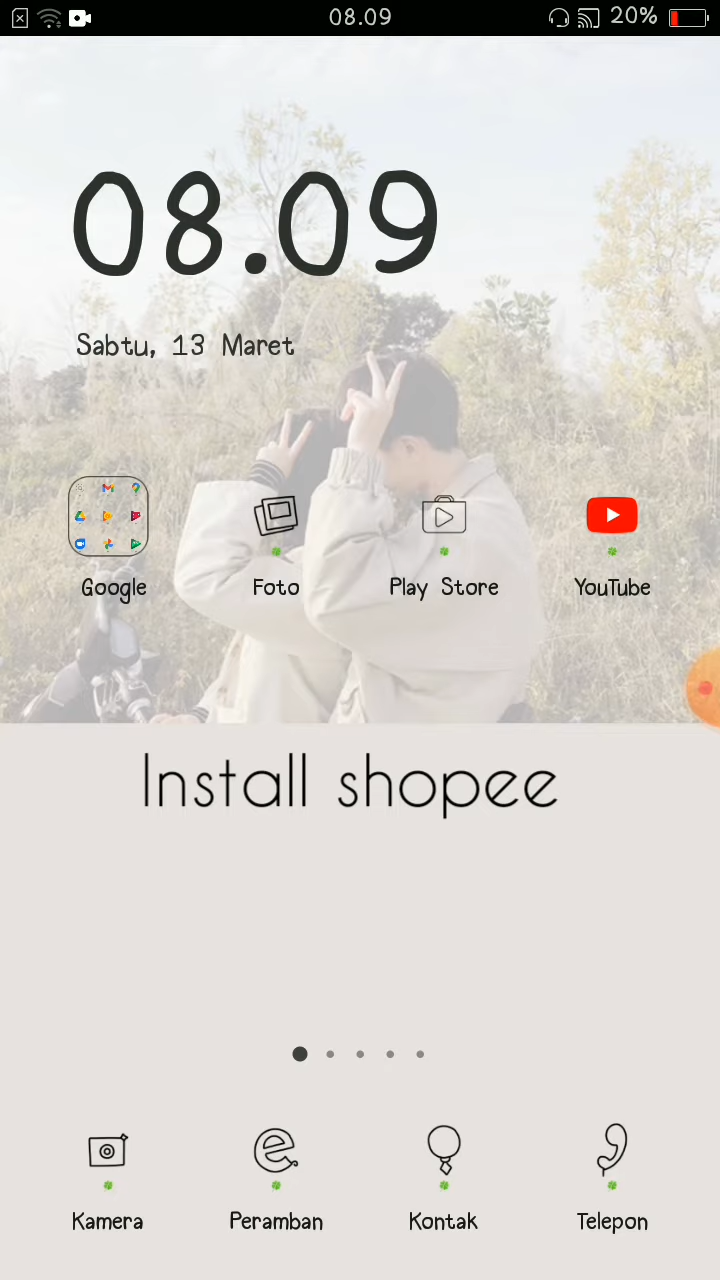 08.09
20%
08.09
Sabtu, 13 Maret
Google
Foto
Play Store
YouTube
Install shopee
Kamera
Peramban
Kontak
Telepon